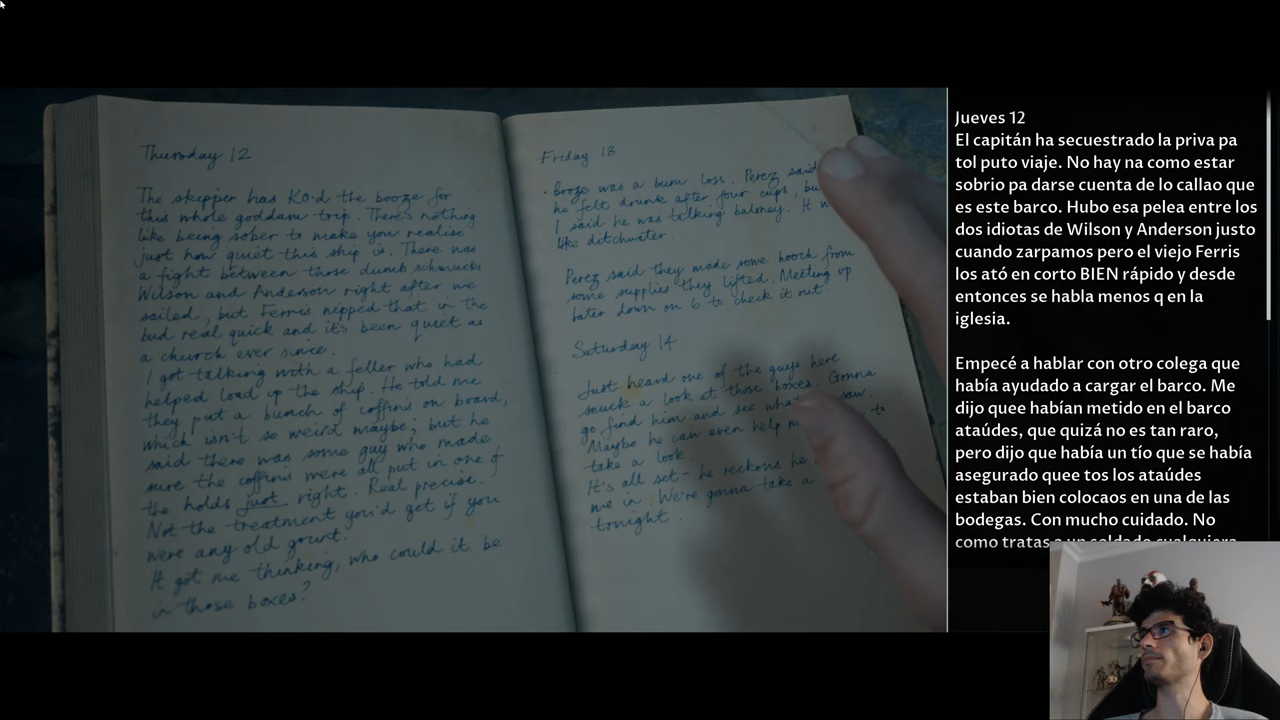 Thursday 12
The skipper has KO'd the booze for
this whole goddam trip. There's nothing
like being sober to make you realise
just how quiet this ship is. There was
a fight between those dumb schmucks
Wilson and Anderson right after we
sailed, but Ferris nipped that in the
bud real quick and it's been quiet as
a church ever since.
I got talking with a feller who had
helped load up the ship. He told me
they put a bunch of coffins on board,
which isn't so weird maybe; but he
said there was some guy who made
sure the coffins were all put in one of
the holds just right. Real precise.
Not the treatment you'd get if you
were any old grunt.
It got me thinking, who could it be
in those boxes?
Friday 13
Booze was a bum loss. Perez said
he felt drunk after four cups, but
I said he was talking baloney. It
like ditchwater.
Perez said they made some hooch from
some supplies they lifted. Meeting up
later down on 6 to check it out.
Saturday 14
Just heard one of the guys here
snuck a look at those boxes. Gonna
go find him and see what saw.
Maybe he can even help to
take a look.
It's all set - he reckons he
me in. We're gonna take a
tonight.
Jueves 12
El capitán ha secuestrado la priva pa
tol puto viaje. No hay na como estar
sobrio pa darse cuenta de lo callao que
es este barco. Hubo esa pelea entre los
dos idiotas de Wilson y Anderson justo
cuando zarpamos pero el viejo Ferris
los ató en corto BIEN rápido y desde
entonces se habla menos q en la
iglesia.
Empecé a hablar con otro colega que
había ayudado a cargar el barco. Me
dijo quee habían metido en el barco
ataúdes, que quizá no es tan raro,
pero dijo que había un tío que se había
asegurado quee tos los ataúdes
estaban bien colocaos en una de las
bodegas. Con mucho cuidado. No
como tratas a un soldado cualquiera